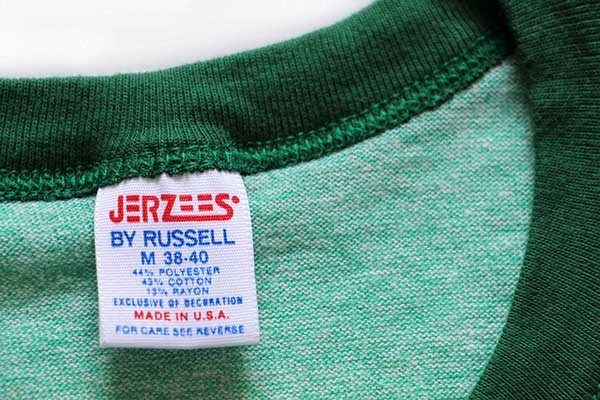 JERZEES
BY RUSSELL
M 38-40
44% POLYESTER
43% COTTON
13% RAYON
EXCLUSIVE OF DECORATION
MADE IN U.S.A.
FOR CARE SEE REVERSE